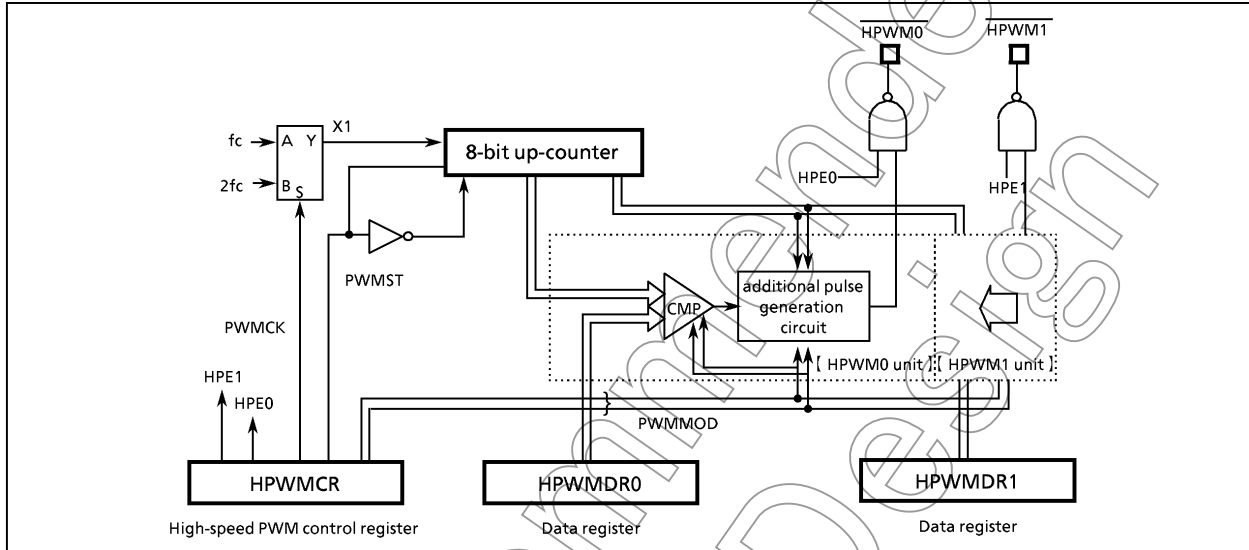 HPWM0
HPWM1
X1
fc
A Y
8-bit up-counter
2fc
B S
HPE0
HPE1
PWMST
additional pulse
generation
circuit
CMP
PWMCK
【 HPWM0 unit 】
【 HPWM1 unit 】
HPE1
HPE0
PWMMOD
HPWMCR
HPWMDR0
HPWMDR1
High-speed PWM control register
Data register
Data register